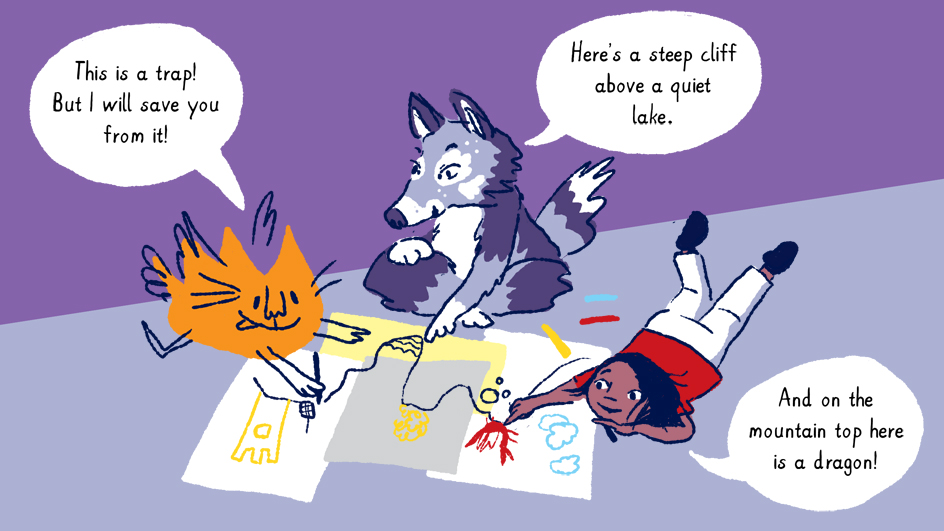 This is a trap!
But I will save you
from it!
Here's a steep cliff
above a quiet
lake.
And on the
mountain top here
is a dragon!